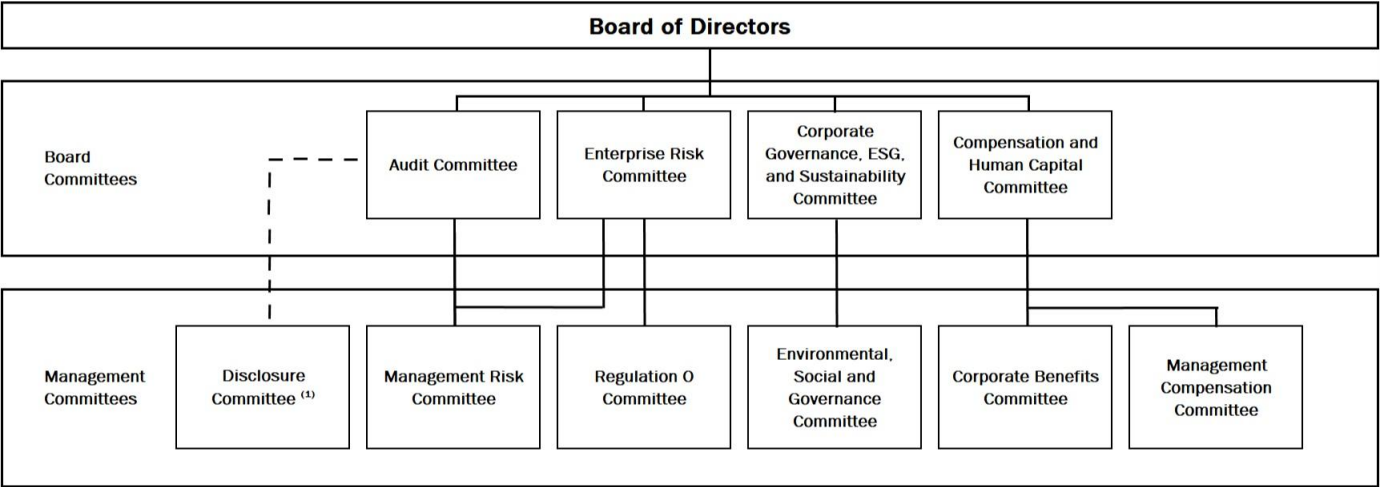 Board of Directors
Board
Committees
Audit Committee
Enterprise Risk
Committee
Corporate
Governance, ESG,
and Sustainability
Committee
Compensation and
Human Capital
Committee
Management
Committees
Disclosure
Committee (1)
Management Risk
Committee
Regulation O
Committee
Environmental,
Social and
Governance
Committee
Corporate Benefits
Committee
Management
Compensation
Committee